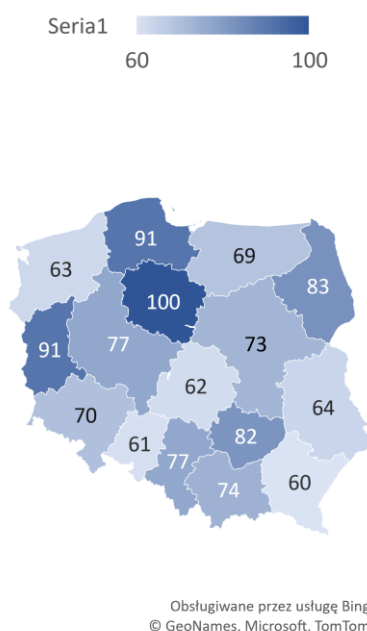 Seria1
60 100
91
63 69
83
100
91 77 73
62
64
70
61 82
77
74 60
Obsługiwane przez usługę Bing
© GeoNames, Microsoft, TomTom